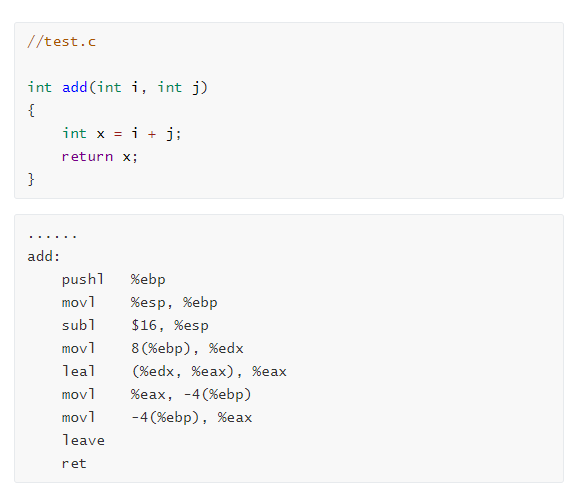 //test.c
int add(int i, int j)
{
    int x = i + j;
    return x;
}
......
add:
    pushl   %ebp
    movl    %esp, %ebp
    subl    $16, %esp
    movl    8(%ebp), %edx
    leal    (%edx, %eax), %eax
    movl    %eax, -4(%ebp)
    movl    -4(%ebp), %eax
    leave
    ret